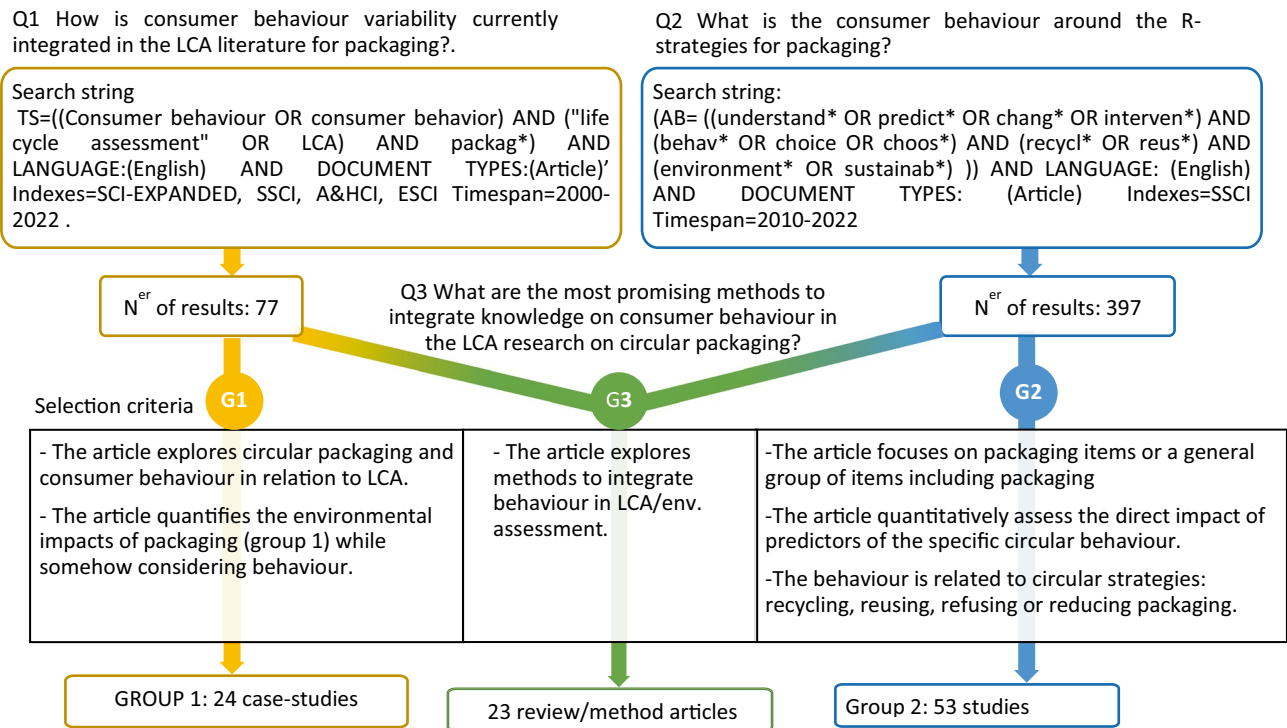 Q1 How is consumer behaviour variability currently
integrated in the LCA literature for packaging?.
Search string
TS=((Consumer behaviour OR consumer behavior) AND ("life
cycle assessment" OR LCA) AND packag*) AND
LANGUAGE:(English) AND DOCUMENT TYPES:(Article)’
Indexes=SCI-EXPANDED, SSCI, A&HCI, ESCI Timespan=2000-
2022 .
Q2 What is the consumer behaviour around the R-
strategies for packaging?
Search string:
(AB= ((understand* OR predict* OR chang* OR interven*) AND
(behav* OR choice OR choos*) AND (recycl* OR reus*) AND
(environment* OR sustainab*) )) AND LANGUAGE: (English)
AND DOCUMENT TYPES: (Article) Indexes=SSCI
Timespan=2010-2022
Ner of results: 77
Q3 What are the most promising methods to
integrate knowledge on consumer behaviour in
the LCA research on circular packaging?
Ner of results: 397
Selection criteria
G1
G3
G2
- The article explores circular packaging and
consumer behaviour in relation to LCA.
- The article quantifies the environmental
impacts of packaging (group 1) while
somehow considering behaviour.
- The article explores
methods to integrate
behaviour in LCA/env.
assessment.
-The article focuses on packaging items or a general
group of items including packaging
-The article quantitatively assess the direct impact of
predictors of the specific circular behaviour.
-The behaviour is related to circular strategies:
recycling, reusing, refusing or reducing packaging.
GROUP 1: 24 case-studies
23 review/method articles
Group 2: 53 studies